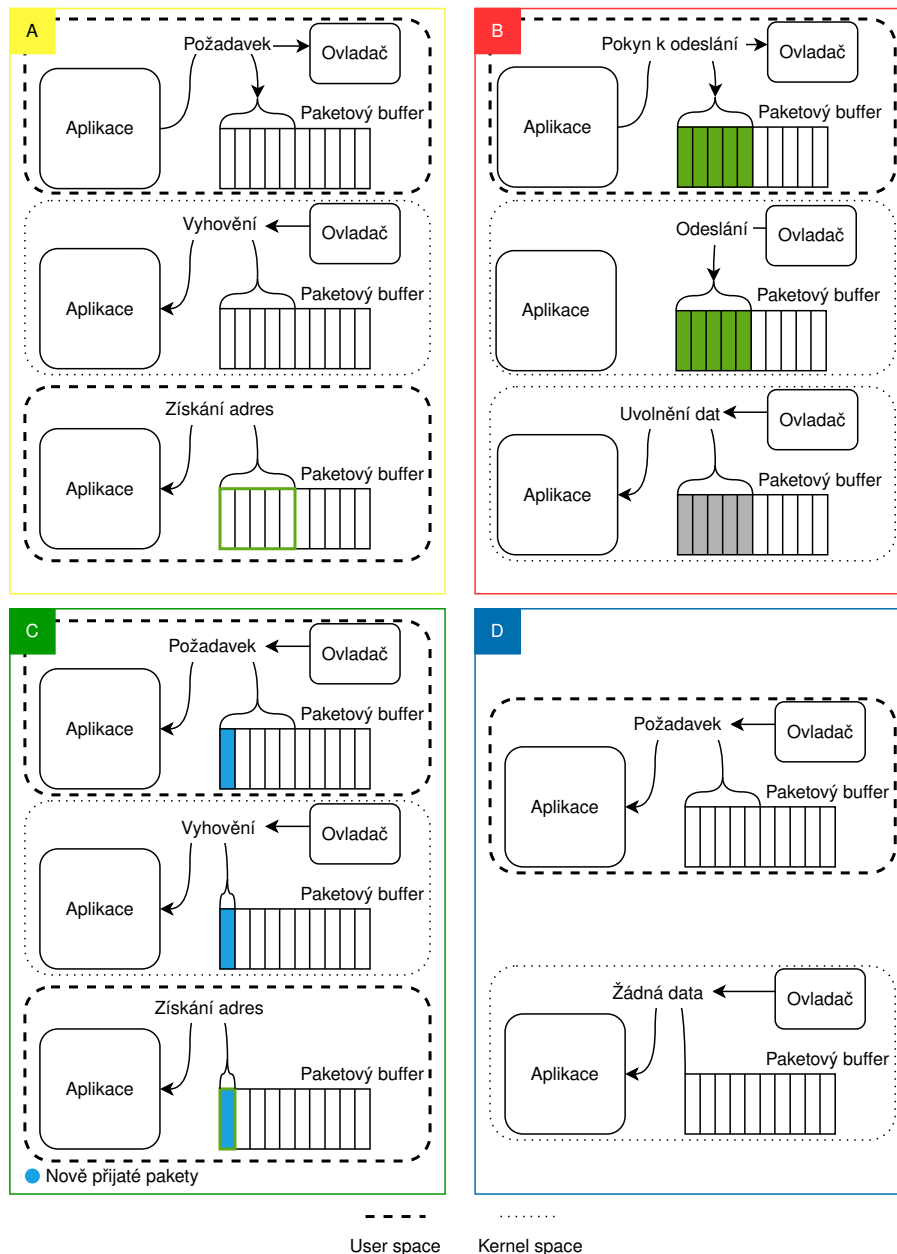 A
Požadavek
Ovladač
Aplikace
Paketový buffer
Vyhovění
Ovladač
Aplikace
Paketový buffer
Získání adres
Aplikace
Paketový buffer
B
Pokyn k odeslání
Ovladač
Aplikace
Paketový buffer
Odeslání
Ovladač
Aplikace
Paketový buffer
Uvolnění dat
Ovladač
Aplikace
Paketový buffer
C
Požadavek
Ovladač
Aplikace
Paketový buffer
Vyhovění
Ovladač
Aplikace
Paketový buffer
Získání adres
Aplikace
Paketový buffer
Nově přijaté pakety
D
Požadavek
Ovladač
Aplikace
Paketový buffer
Žádná data
Ovladač
Aplikace
Paketový buffer
User space
Kernel space